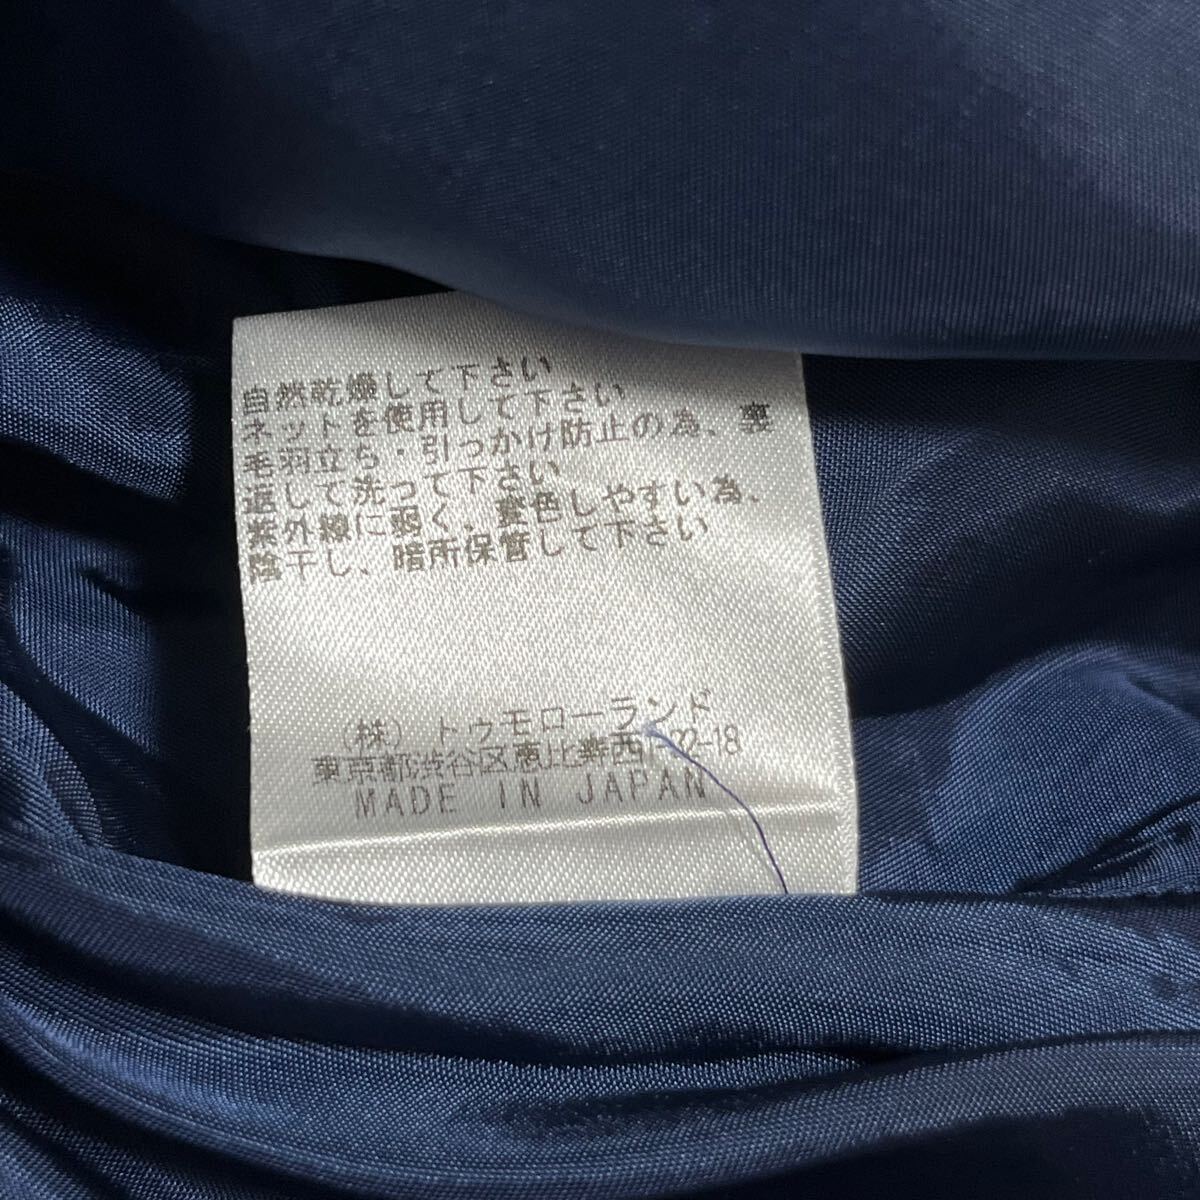 自然乾燥して下さい
ネットを使用して下さい
毛羽立ち・引っかけ防止の為、裏
返して洗って下さい
紫外線に弱く、変色しやすい為、
陰干し、暗所保管して下さい
(株) トゥモローランド
東京都渋谷区恵比寿西1-22-18
MADE IN JAPAN